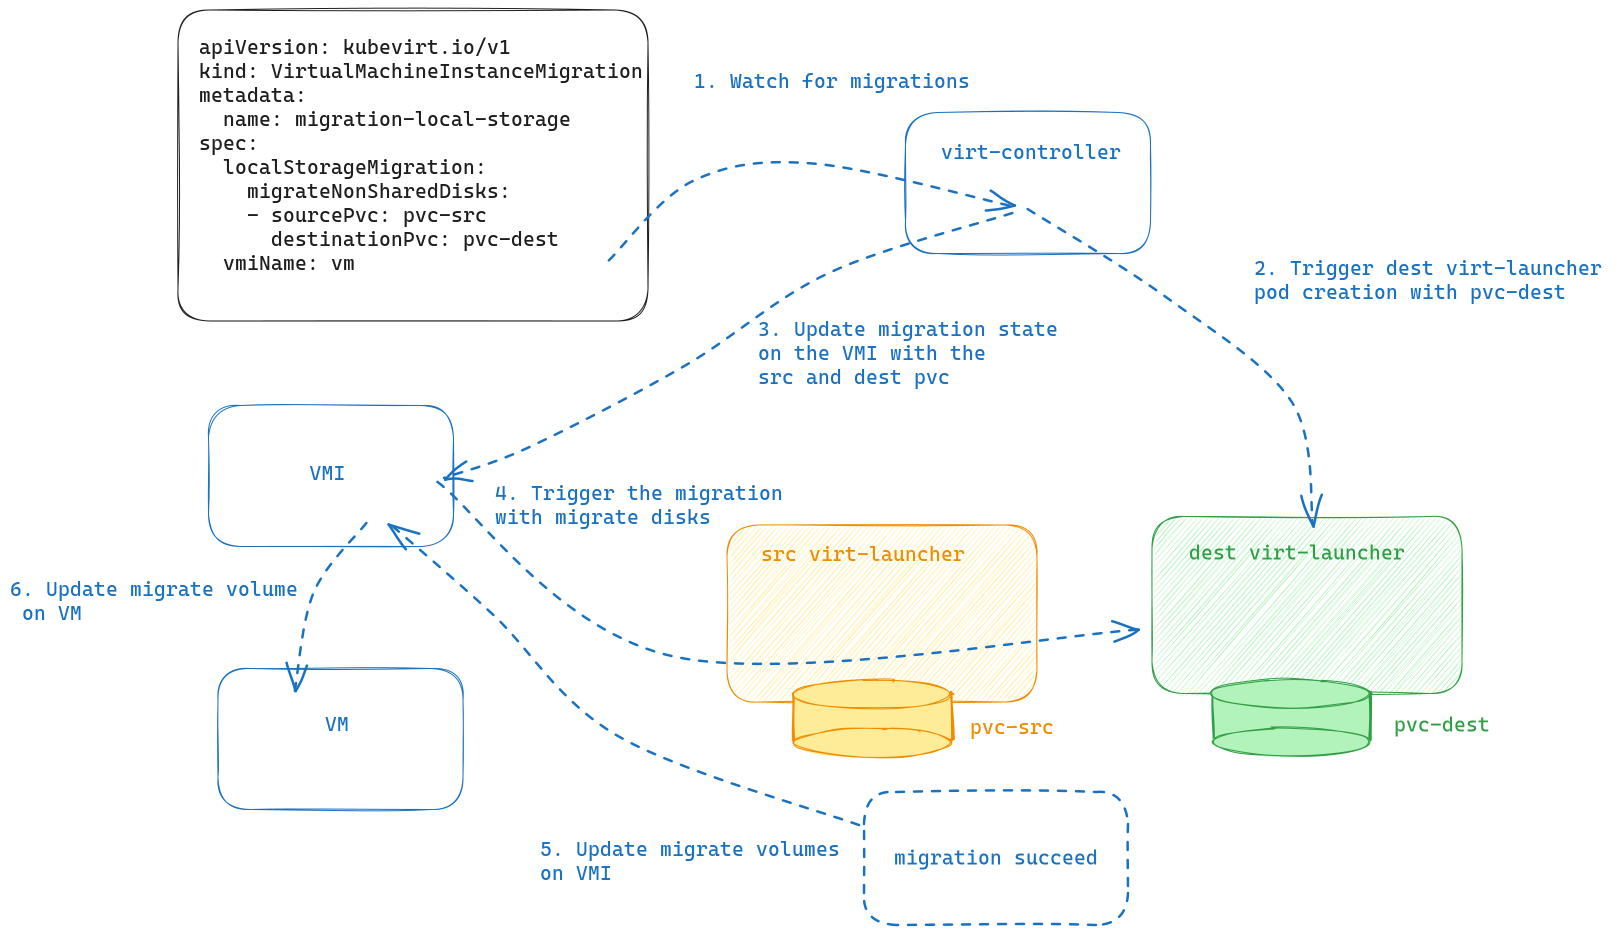 apiVersion: kubevirt.io/v1
kind: VirtualMachineInstanceMigration
metadata:
  name: migration-local-storage
spec:
  localStorageMigration:
    migrateNonSharedDisks:
    - sourcePvc: pvc-src
      destinationPvc: pvc-dest
  vmiName: vm
1. Watch for migrations
virt-controller
2. Trigger dest virt-launcher
pod creation with pvc-dest
3. Update migration state
on the VMI with the
src and dest pvc
VMI
4. Trigger the migration
with migrate disks
src virt-launcher
dest virt-launcher
6. Update migrate volume
on VM
VM
pvc-src
pvc-dest
5. Update migrate volumes
on VMI
migration succeed